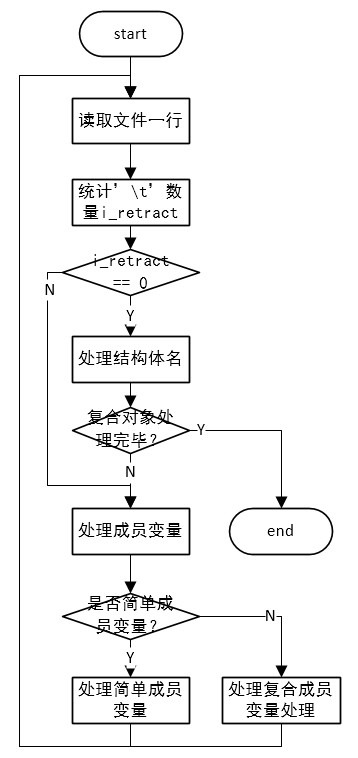 start
读取文件一行
统计’\t’数
量i_retract
i_retract
== 0
N
Y
处理结构体名
复合对象处
理完毕？
Y
N
处理成员变量
end
是否简单成
员变量？
N
Y
处理简单成员
变量
处理复合成员
变量处理